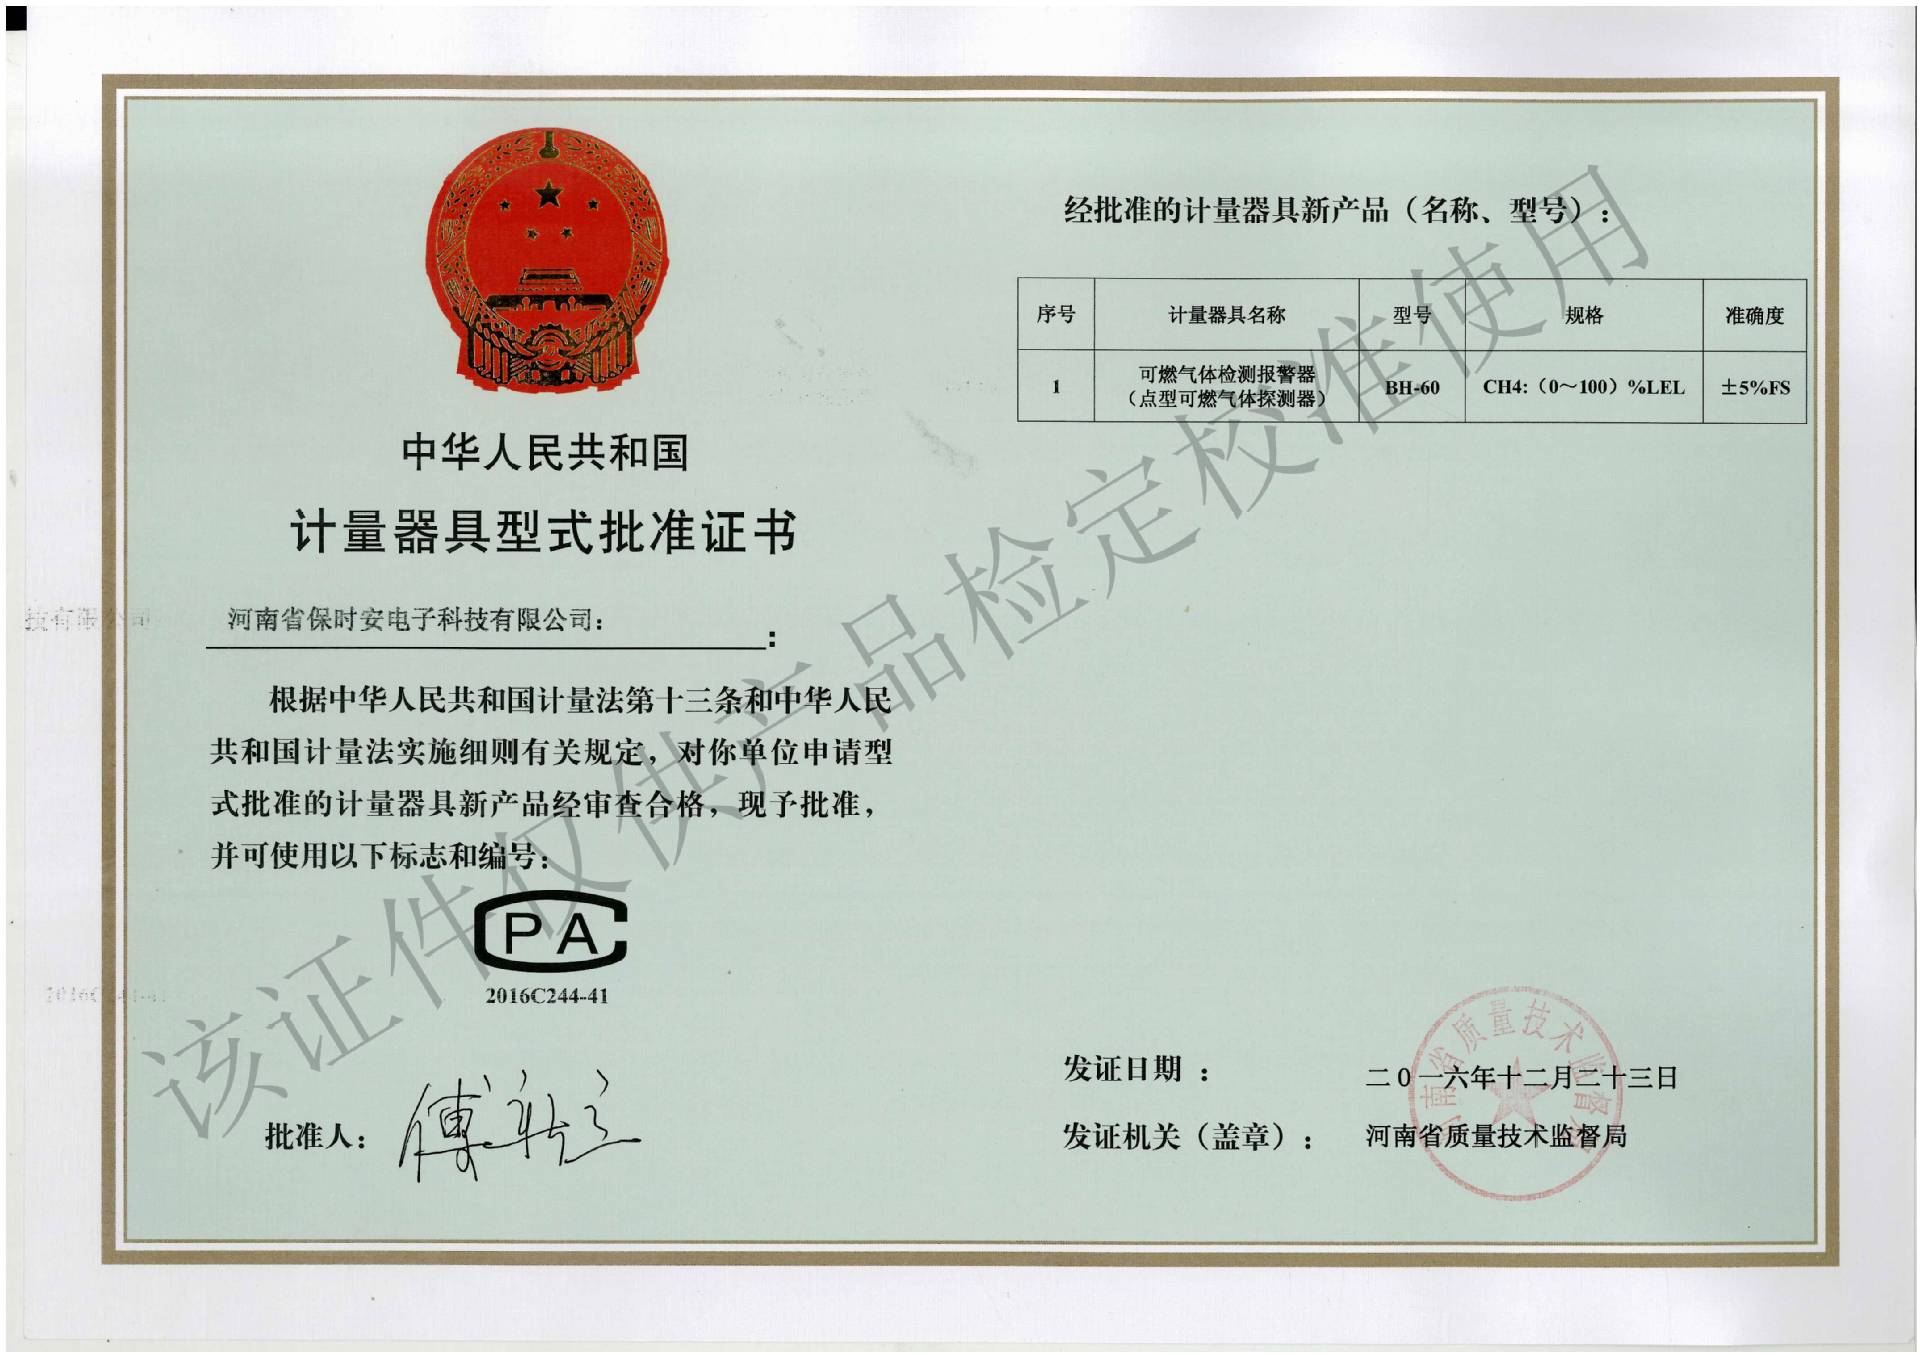 中华人民共和国
计量器具型式批准证书
河南省保时安电子科技有限公司：
：
根据中华人民共和国计量法第十三条和中华人民
共和国计量法实施细则有关规定，对你单位申请型
式批准的计量器具新产品经审查合格，现予批准，
并可使用以下标志和编号：
CPA
2016C244-41
批准人：
经批准的计量器具新产品（名称、型号）：
序号 计量器具名称 型号 规格 准确度
1 可燃气体检测报警器 BH-60 CH4:（0～100）%LEL ±5%FS
（点型可燃气体探测器）
发证日期 ： 二0一六年十二月二十三日
发证机关（盖章）： 河南省质量技术监督局
河南省质量技术监督局
该证件仅供产品检定校准使用